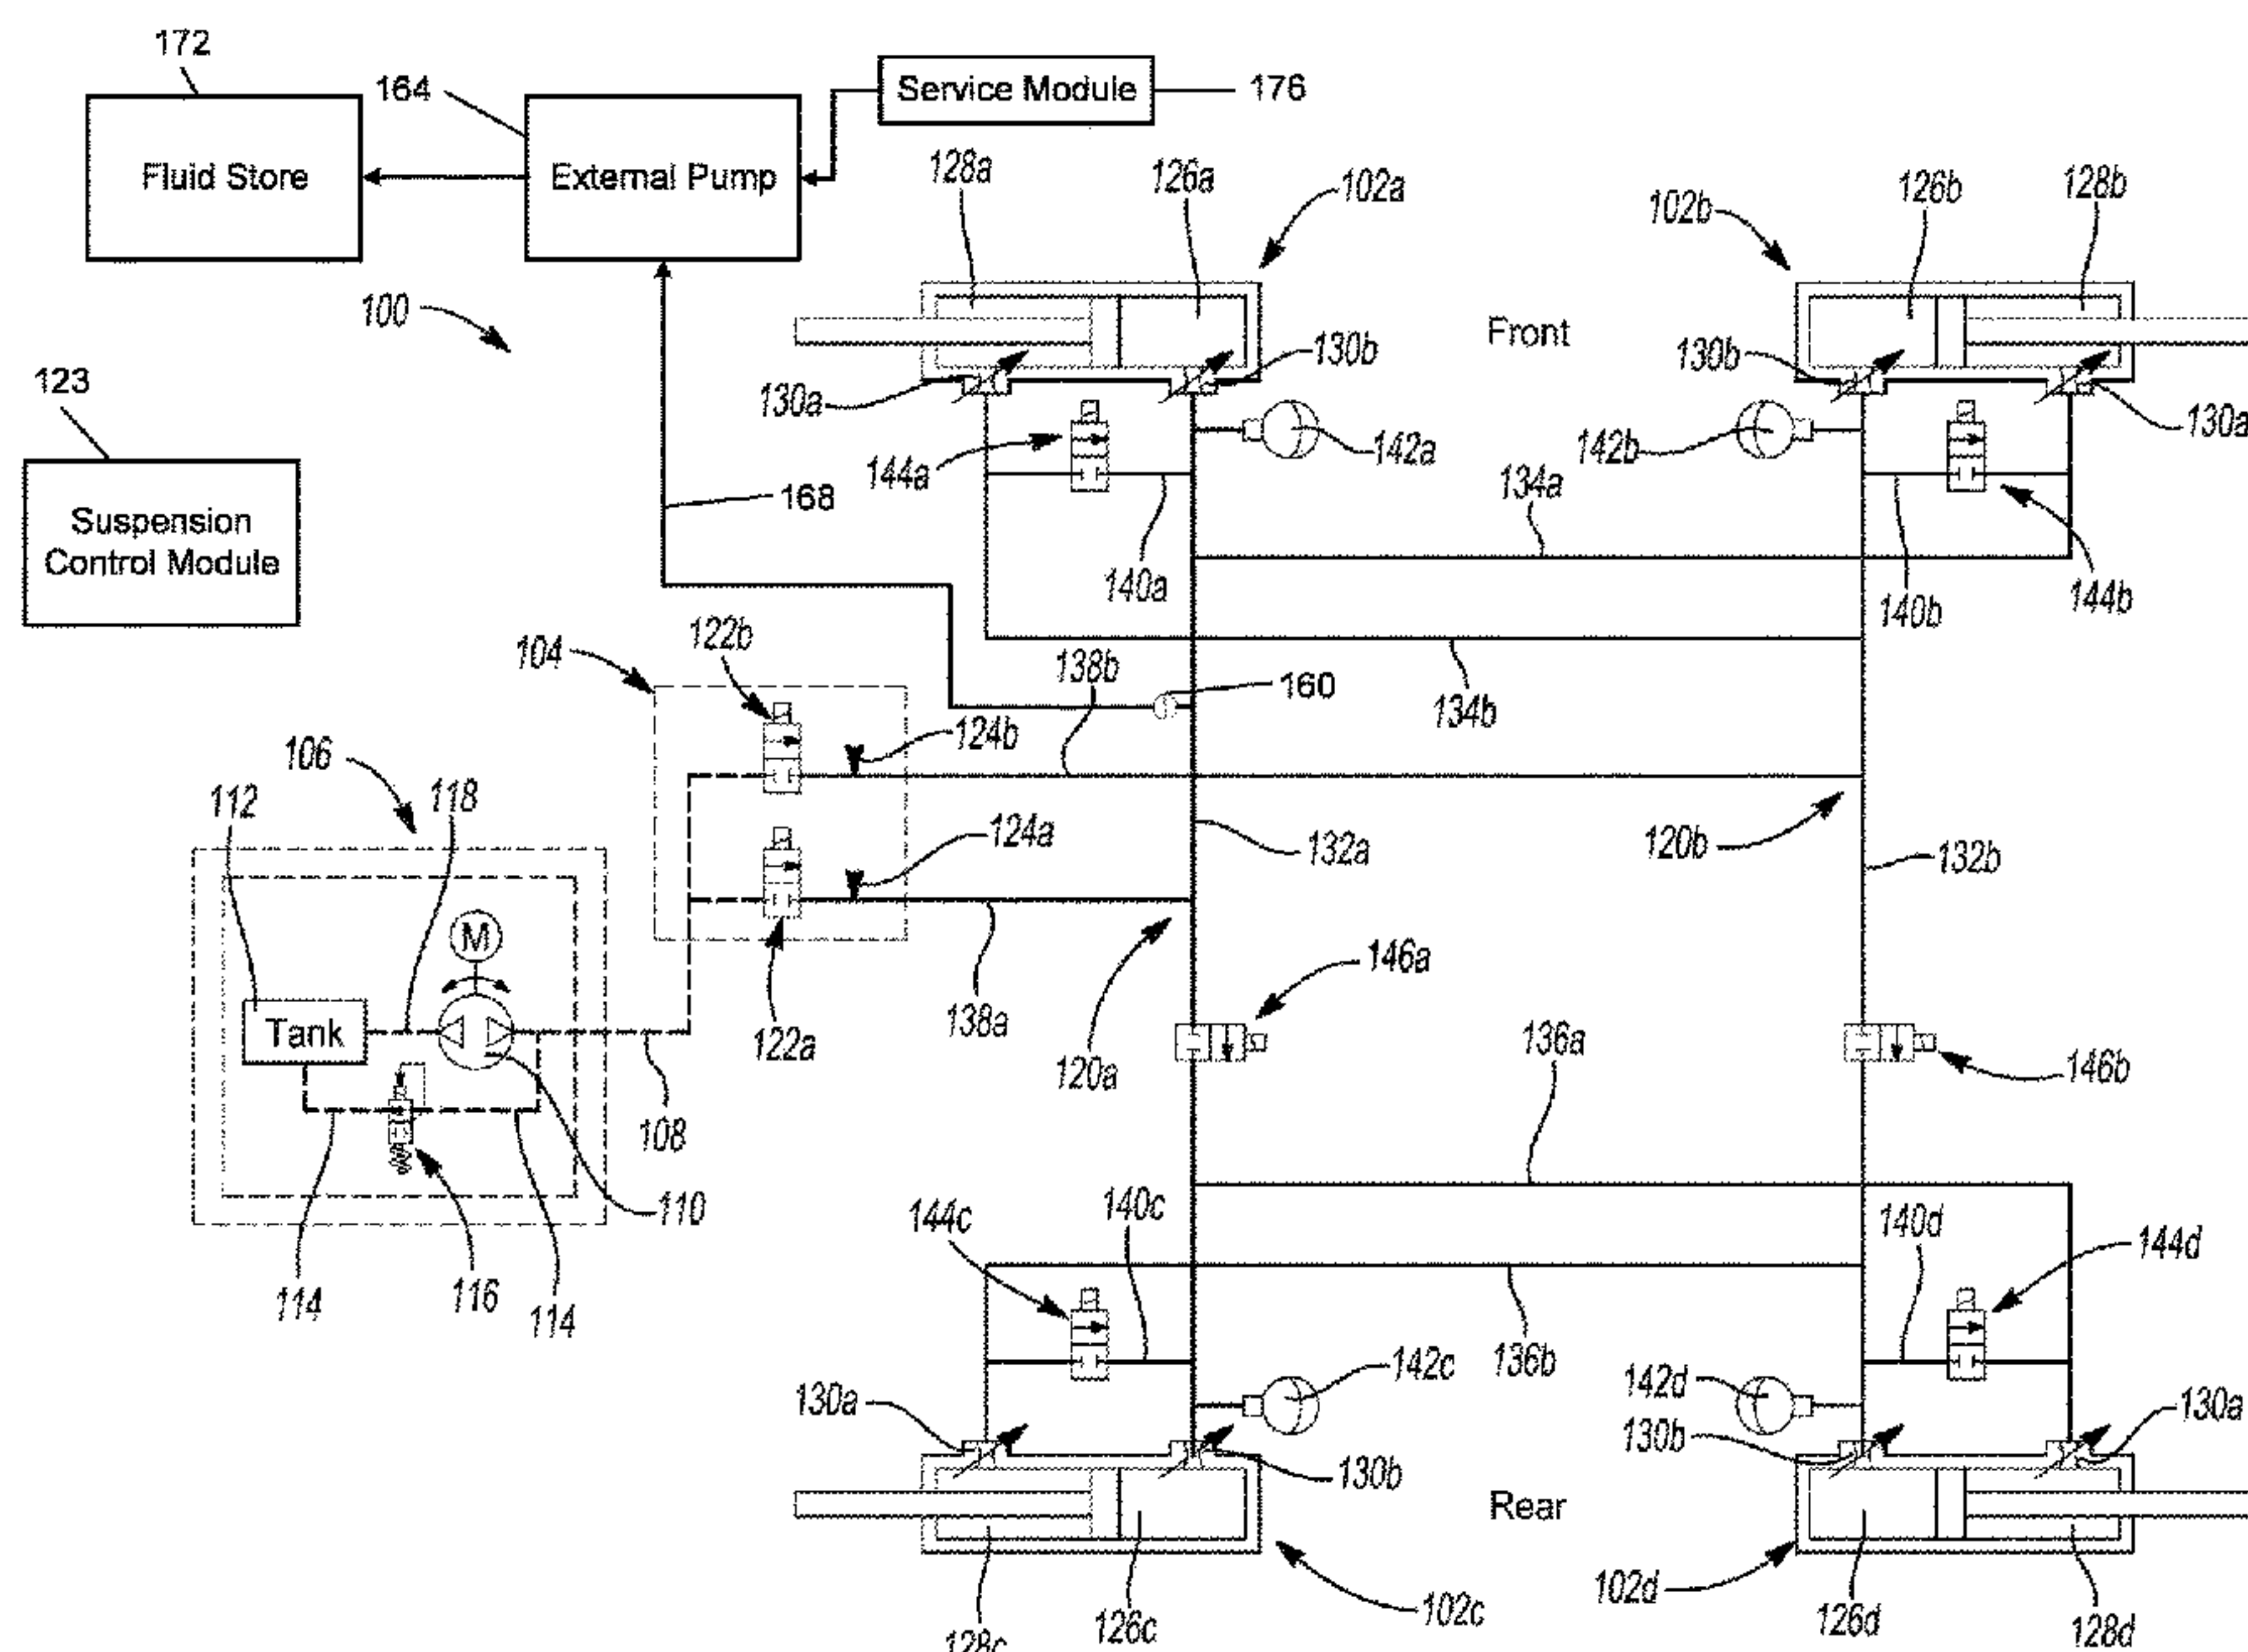 172
164
Service Module
176
Fluid Store
External Pump
128a
126a
102a
102b
126b
128b
100
130a
130b
Front
130b
130a
123
144a
142a
142b
Suspension
Control Module
168
134a
140a
140b
144b
104
122b
138b
160
134b
106
124b
112
118
124a
132a
120b
132b
M
146a
Tank
122a
138a
120a
136a
146b
108
114
116
114
110
144c
140c
140d
144d
136b
130a
142c
142d
130b
130a
130b
Rear
128c
126c
102c
102d
126d
128d